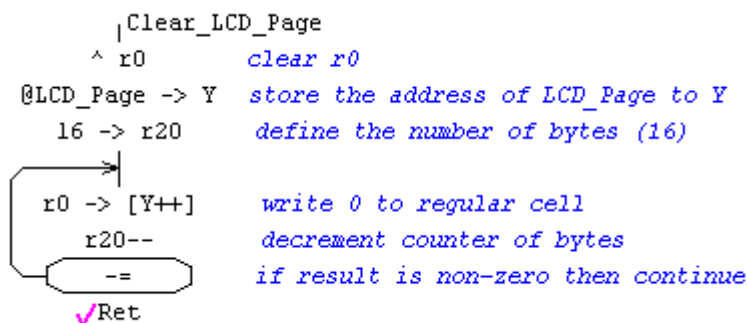 Clear_LCD_Page
^ r0 clear r0
@LCD_Page -> Y store the address of LCD_Page to Y
16 -> r20 define the number of bytes (16)
r0 -> [Y++] write 0 to regular cell
r20-- decrement counter of bytes
-= if result is non-zero then continue
Ret